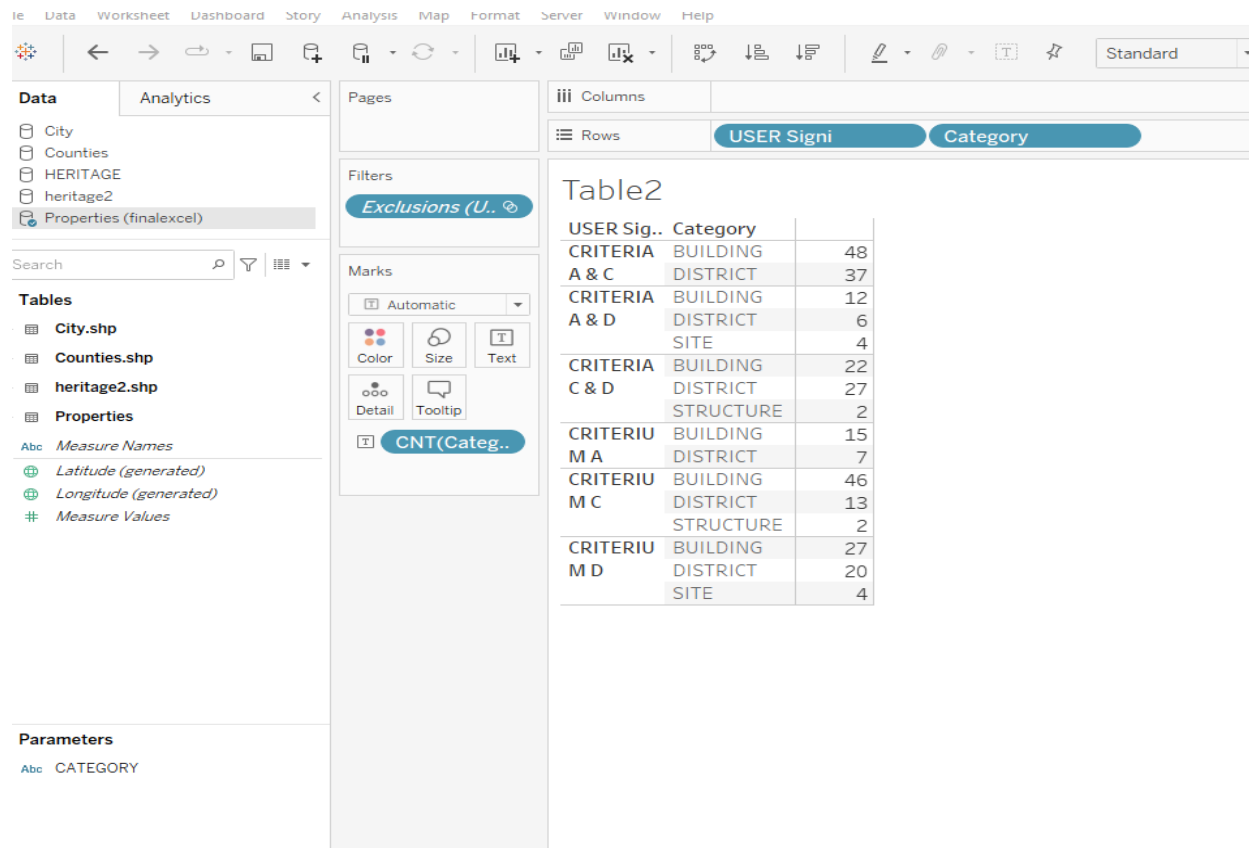 le Data Worksheet Dashboard Story Analysis Map Format Server Window Help
Standard
Data Analytics
City
Counties
HERITAGE
heritage2
Properties (finalexcel)
Search
Tables
City.shp
Counties.shp
heritage2.shp
Properties
Abc Measure Names
Latitude (generated)
Longitude (generated)
# Measure Values
Parameters
Abc CATEGORY
Pages
Filters
Exclusions (U..
Marks
T Automatic
Color Size T Text
Detail Tooltip
T CNT(Categ..
iii Columns
Rows USER Signi Category
Table2
USER Sig.. Category
CRITERIA BUILDING 48
A & C DISTRICT 37
CRITERIA BUILDING 12
A & D DISTRICT 6
SITE 4
CRITERIA BUILDING 22
C & D DISTRICT 27
STRUCTURE 2
CRITERIU BUILDING 15
M A DISTRICT 7
CRITERIU BUILDING 46
M C DISTRICT 13
STRUCTURE 2
CRITERIU BUILDING 27
M D DISTRICT 20
SITE 4